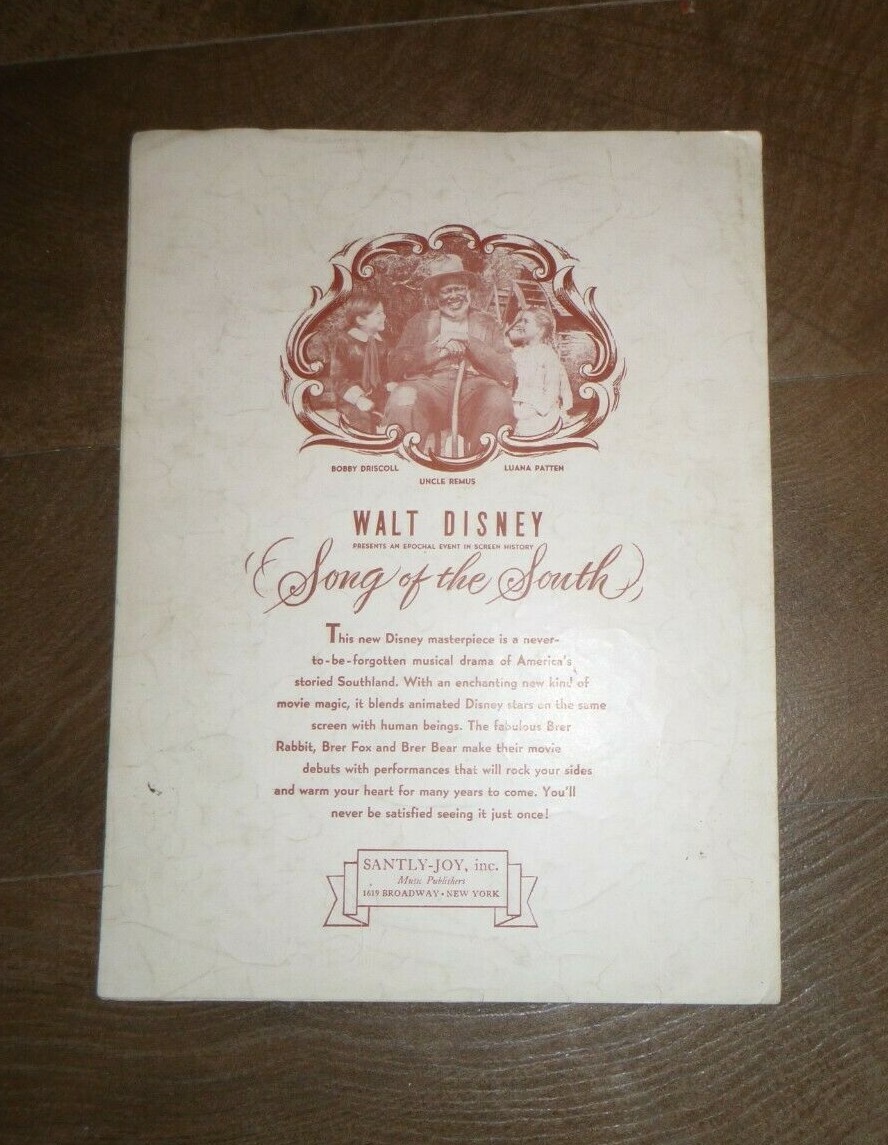 BOBBY DRISCOLL
LUANA PATTEN
UNCLE REMUS
WALT DISNEY
PRESENTS AN EPOCHAL EVENT IN SCREEN HISTORY
Song of the South
This new Disney masterpiece is a never-
to-be-forgotten musical drama of America's
storied Southland. With an enchanting new kind of
movie magic, it blends animated Disney stars on the same
screen with human beings. The fabulous Brer
Rabbit, Brer Fox and Brer Bear make their movie
debuts with performances that will rock your sides
and warm your heart for many years to come. You'll
never be satisfied seeing it just once!
SANTLY-JOY, inc.
Music Publishers
1619 BROADWAY • NEW YORK